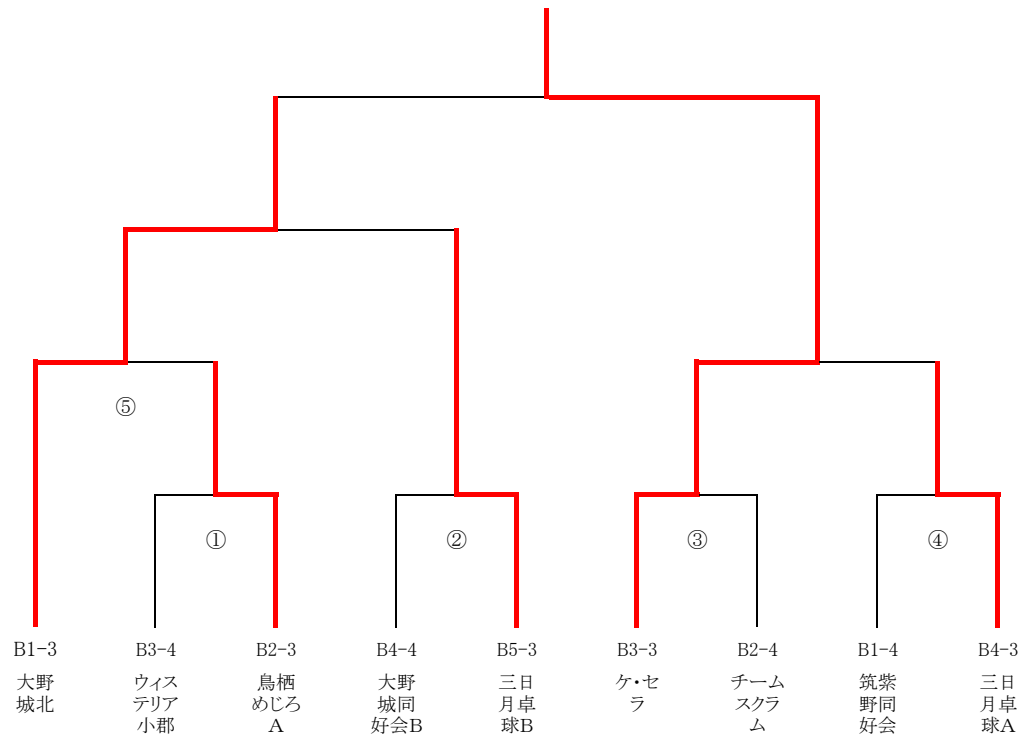 ⑤
①
②
③
④
B1-3
B3-4
B2-3
B4-4
B5-3
B3-3
B2-4
B1-4
B4-3
大野
城北
ウィス
テリア
小郡
鳥栖
めじろ
A
大野
城同
好会B
三日
月卓
球B
ケ・セ
ラ
チーム
スクラ
ム
筑紫
野同
好会
三日
月卓
球A